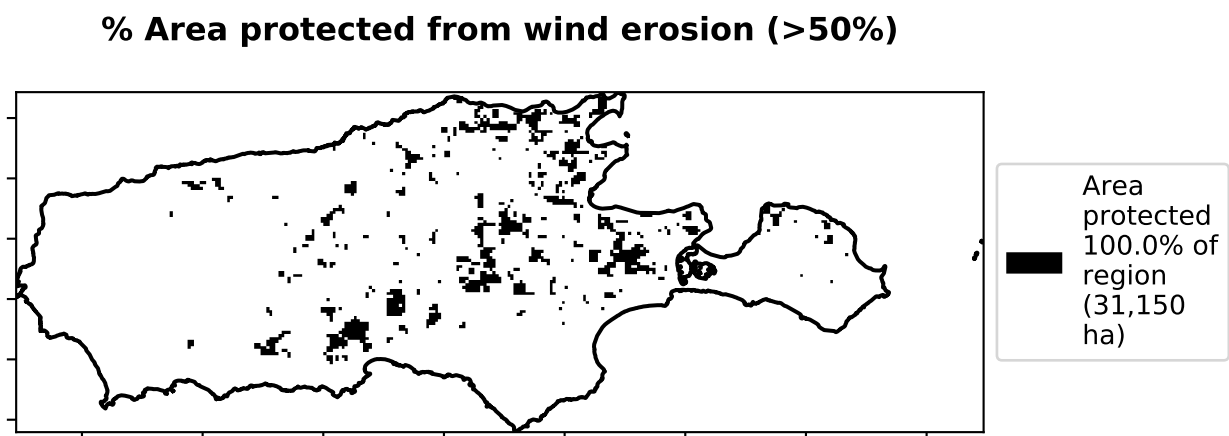 % Area protected from wind erosion (>50%)
Area
protected
100.0% of
region
(31,150
ha)